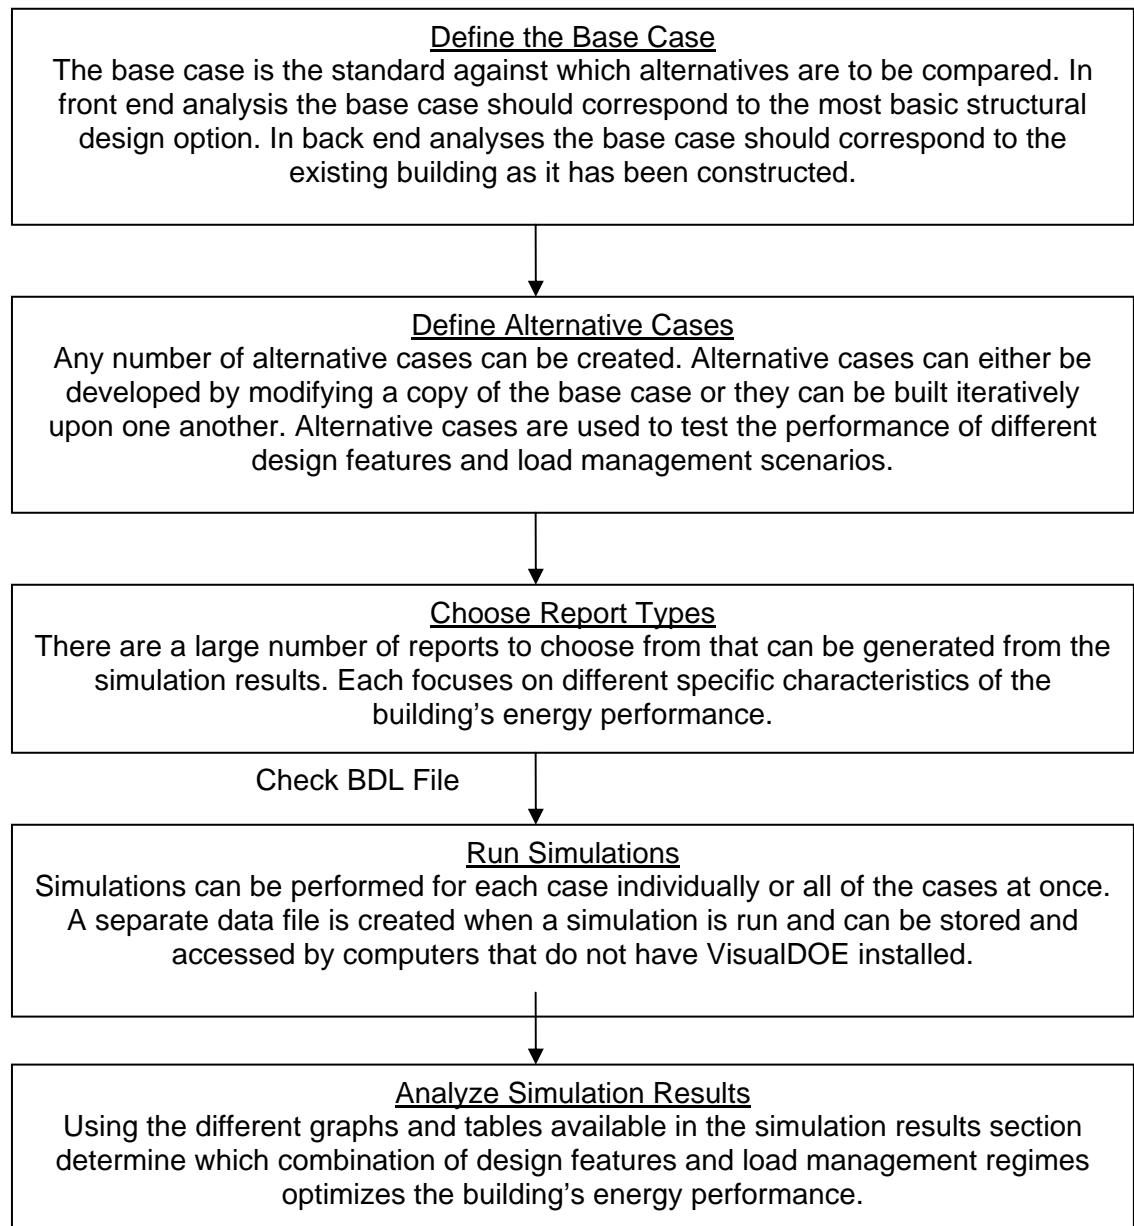 Define the Base Case
The base case is the standard against which alternatives are to be compared. In
front end analysis the base case should correspond to the most basic structural
design option. In back end analyses the base case should correspond to the
existing building as it has been constructed.
Define Alternative Cases
Any number of alternative cases can be created. Alternative cases can either be
developed by modifying a copy of the base case or they can be built iteratively
upon one another. Alternative cases are used to test the performance of different
design features and load management scenarios.
Choose Report Types
There are a large number of reports to choose from that can be generated from the
simulation results. Each focuses on different specific characteristics of the
building’s energy performance.
Check BDL File
Run Simulations
Simulations can be performed for each case individually or all of the cases at once.
A separate data file is created when a simulation is run and can be stored and
accessed by computers that do not have VisualDOE installed.
Analyze Simulation Results
Using the different graphs and tables available in the simulation results section
determine which combination of design features and load management regimes
optimizes the building’s energy performance.